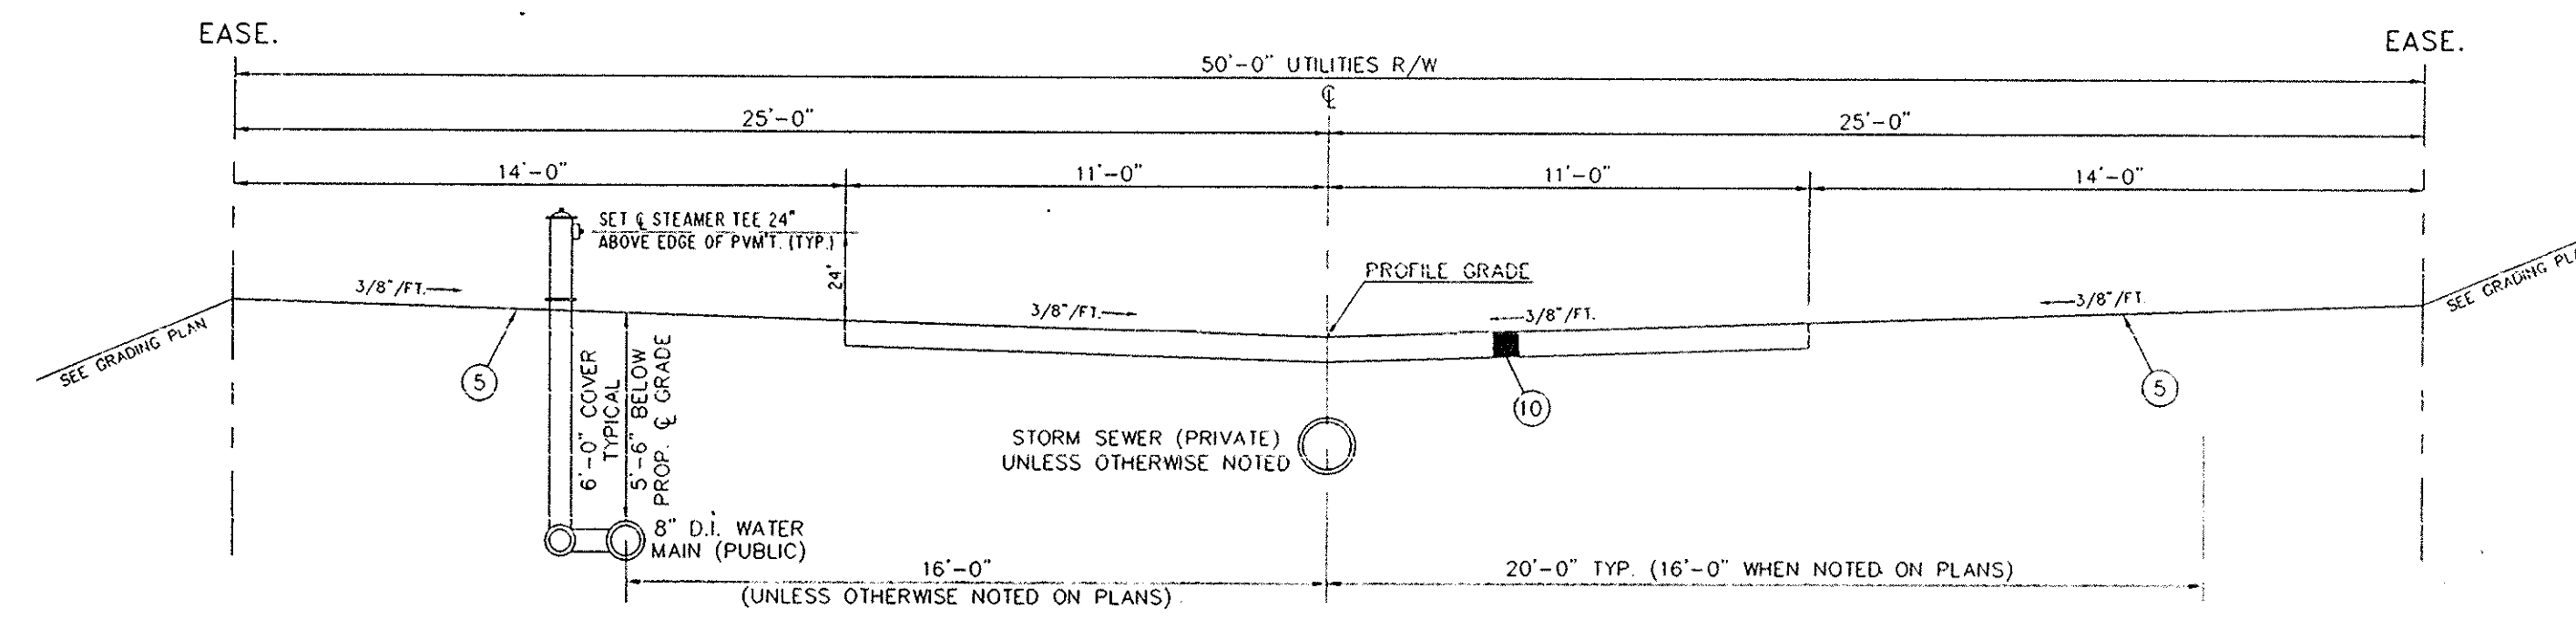 EASE.
EASE.
50'-0" UTILITIES R/W
℄
25'-0"
25'-0"
14'-0"
11'-0"
11'-0"
14'-0"
SET ℄ STEAMER TEE 24"
ABOVE EDGE OF PVM'T. (TYP.)
24'
PROFILE GRADE
3/8"/FT.
3/8"/FT.
3/8"/FT.
3/8"/FT.
SEE GRADING PLAN
SEE GRADING PLA
5
10
5
6'-0" COVER
TYPICAL
5'-6" BELOW
PROP. ℄ GRADE
STORM SEWER (PRIVATE)
UNLESS OTHERWISE NOTED
8" D.I. WATER
MAIN (PUBLIC)
16'-0"
(UNLESS OTHERWISE NOTED ON PLANS)
20'-0" TYP. (16'-0" WHEN NOTED ON PLANS)